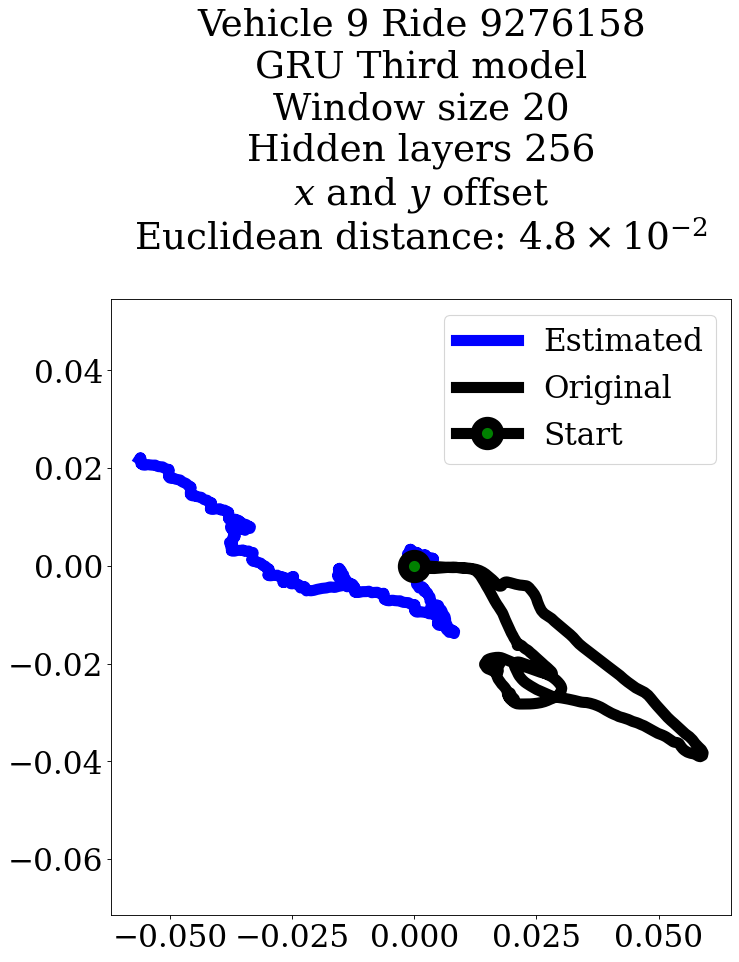 Vehicle 9 Ride 9276158
GRU Third model
Window size 20
Hidden layers 256
x and y offset
Euclidean distance: 4.8 × 10⁻²
Estimated
Original
Start
0.04
0.02
0.00
−0.02
−0.04
−0.06
−0.050 −0.025 0.000 0.025 0.050